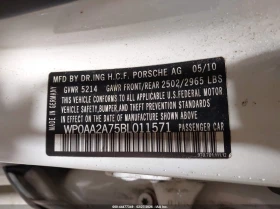 MFD BY DR.ING H.C.F. PORSCHE AG 05/10
GVWR 5214 GAWR FRONT/REAR 2502/2965 LBS
THIS VEHICLE CONFORMS TO ALL APPLICABLE
SAFETY, BUMPER, AND THEFT U.S. FEDERAL MOTOR
VEHICLE
PREVENTION STANDARDS
IN EFFECT ON THE DATE OF
MANUFACTURE SHOWN ABOVE.
MADE IN GERMANY
WP0AA2A75BL011571
PASSENGER CAR